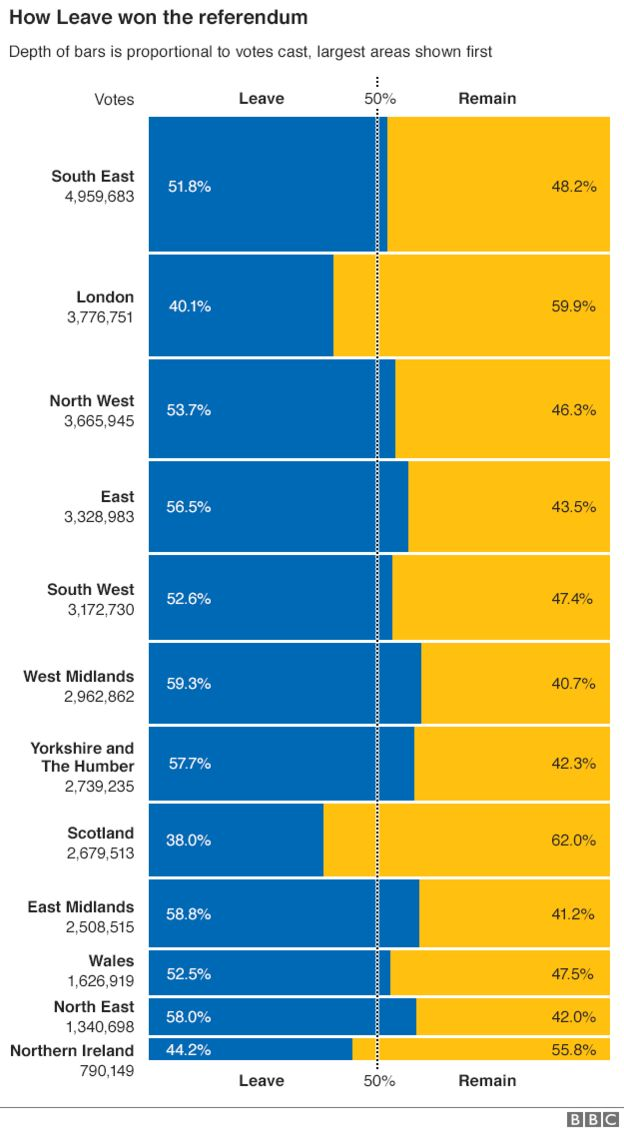 How Leave won the referendum
Depth of bars is proportional to votes cast, largest areas shown first
Votes Leave 50% Remain
South East
4,959,683
51.8% 48.2%
London
3,776,751
40.1% 59.9%
North West
3,665,945
53.7% 46.3%
East
3,328,983
56.5% 43.5%
South West
3,172,730
52.6% 47.4%
West Midlands
2,962,862
59.3% 40.7%
Yorkshire and
The Humber
2,739,235
57.7% 42.3%
Scotland
2,679,513
38.0% 62.0%
East Midlands
2,508,515
58.8% 41.2%
Wales
1,626,919
52.5% 47.5%
North East
1,340,698
58.0% 42.0%
Northern Ireland
790,149
44.2% 55.8%
Leave 50% Remain
BBC